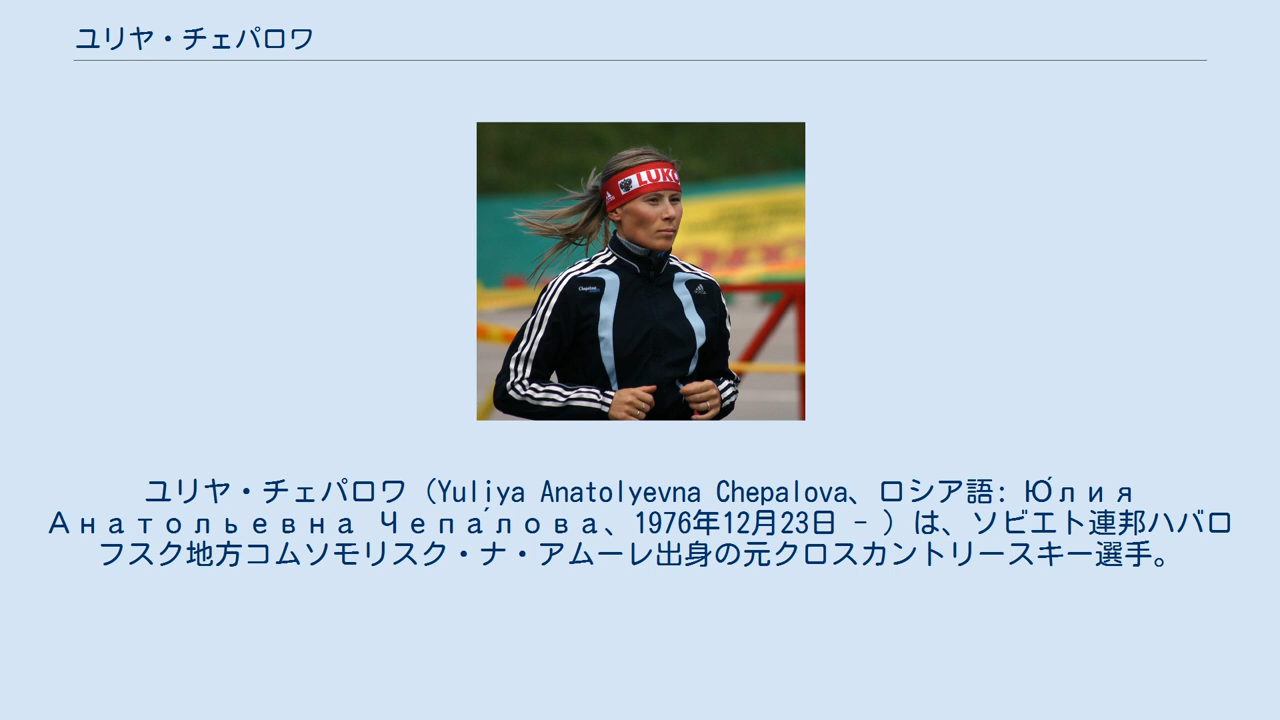 ユリヤ・チェパロワ
LUKO
Chepalova
adidas
ユリヤ・チェパロワ（Yuliya Anatolyevna Chepalova、ロシア語: Ю́лия
Анатольевна Чепа́лова、1976年12月23日 - ）は、ソビエト連邦ハバロ
フスク地方コムソモリスク・ナ・アムーレ出身の元クロスカントリースキー選手。